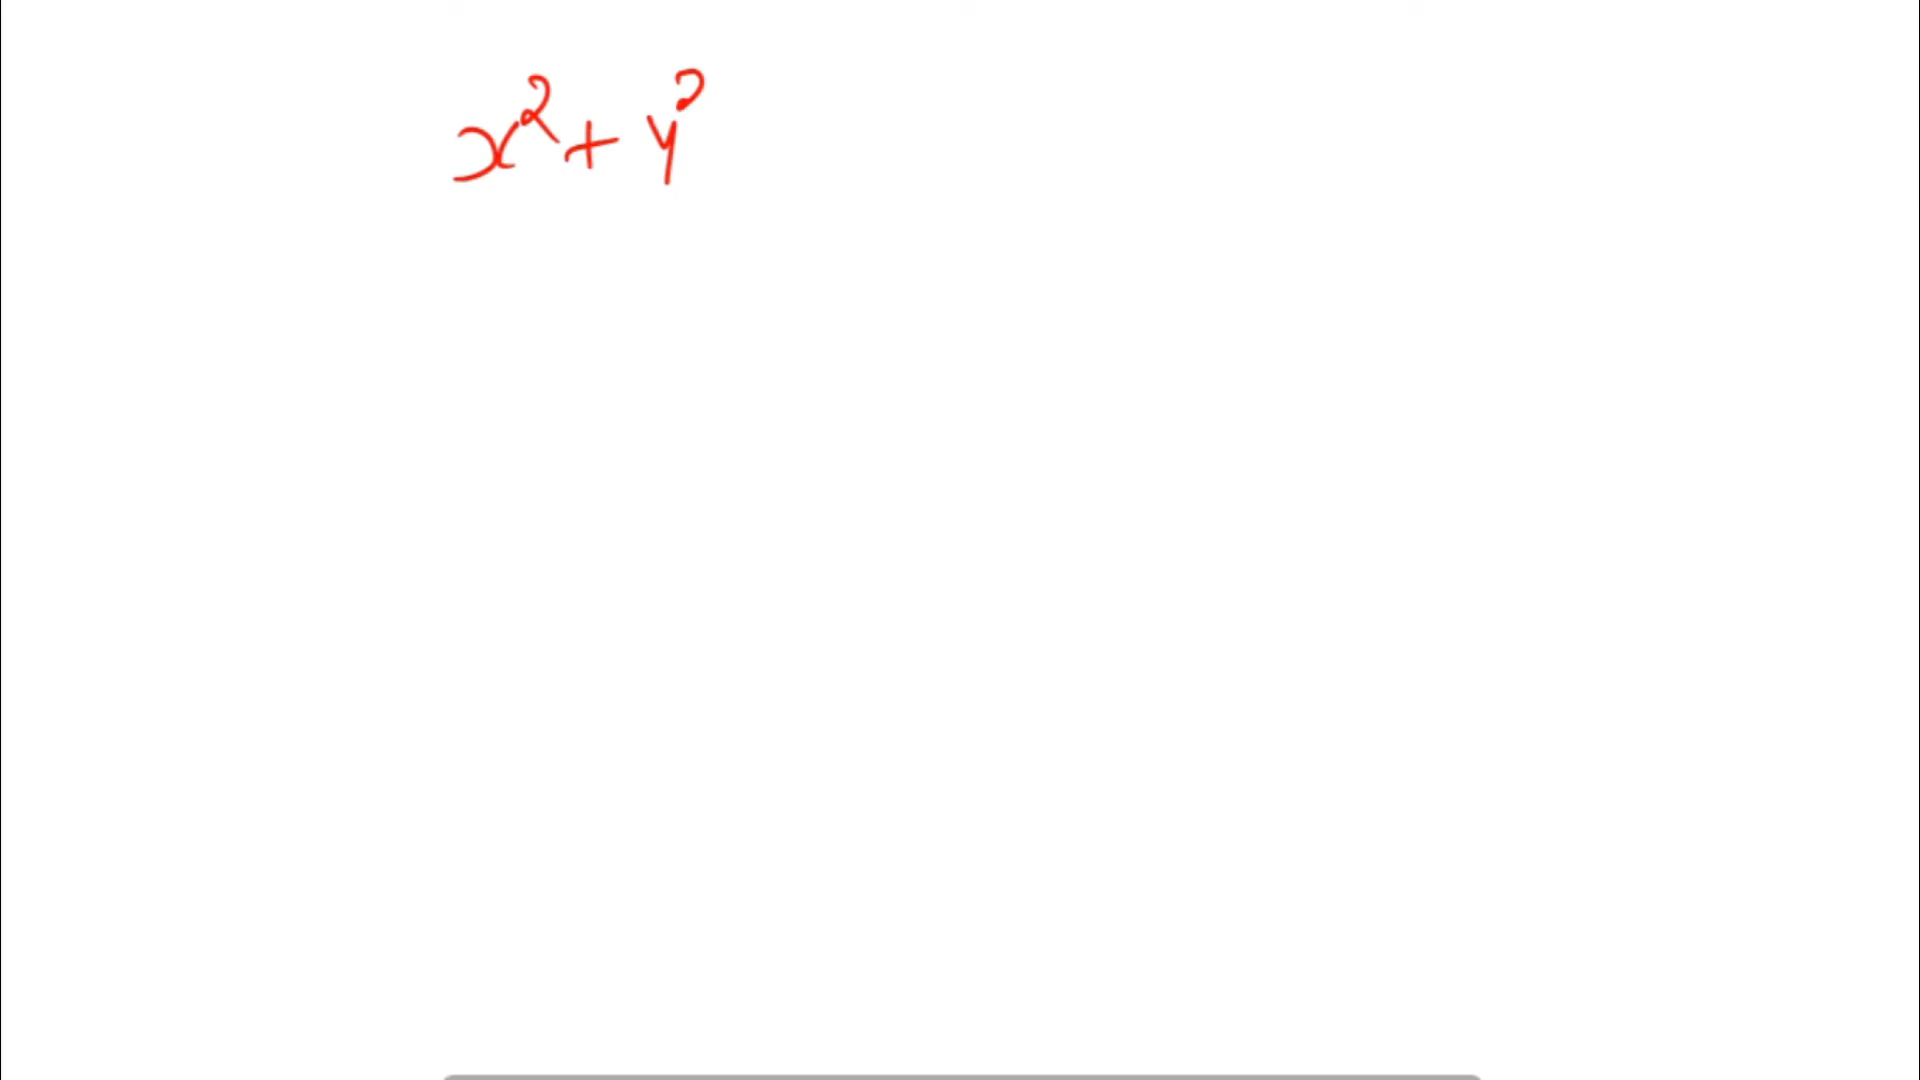 x² + y²